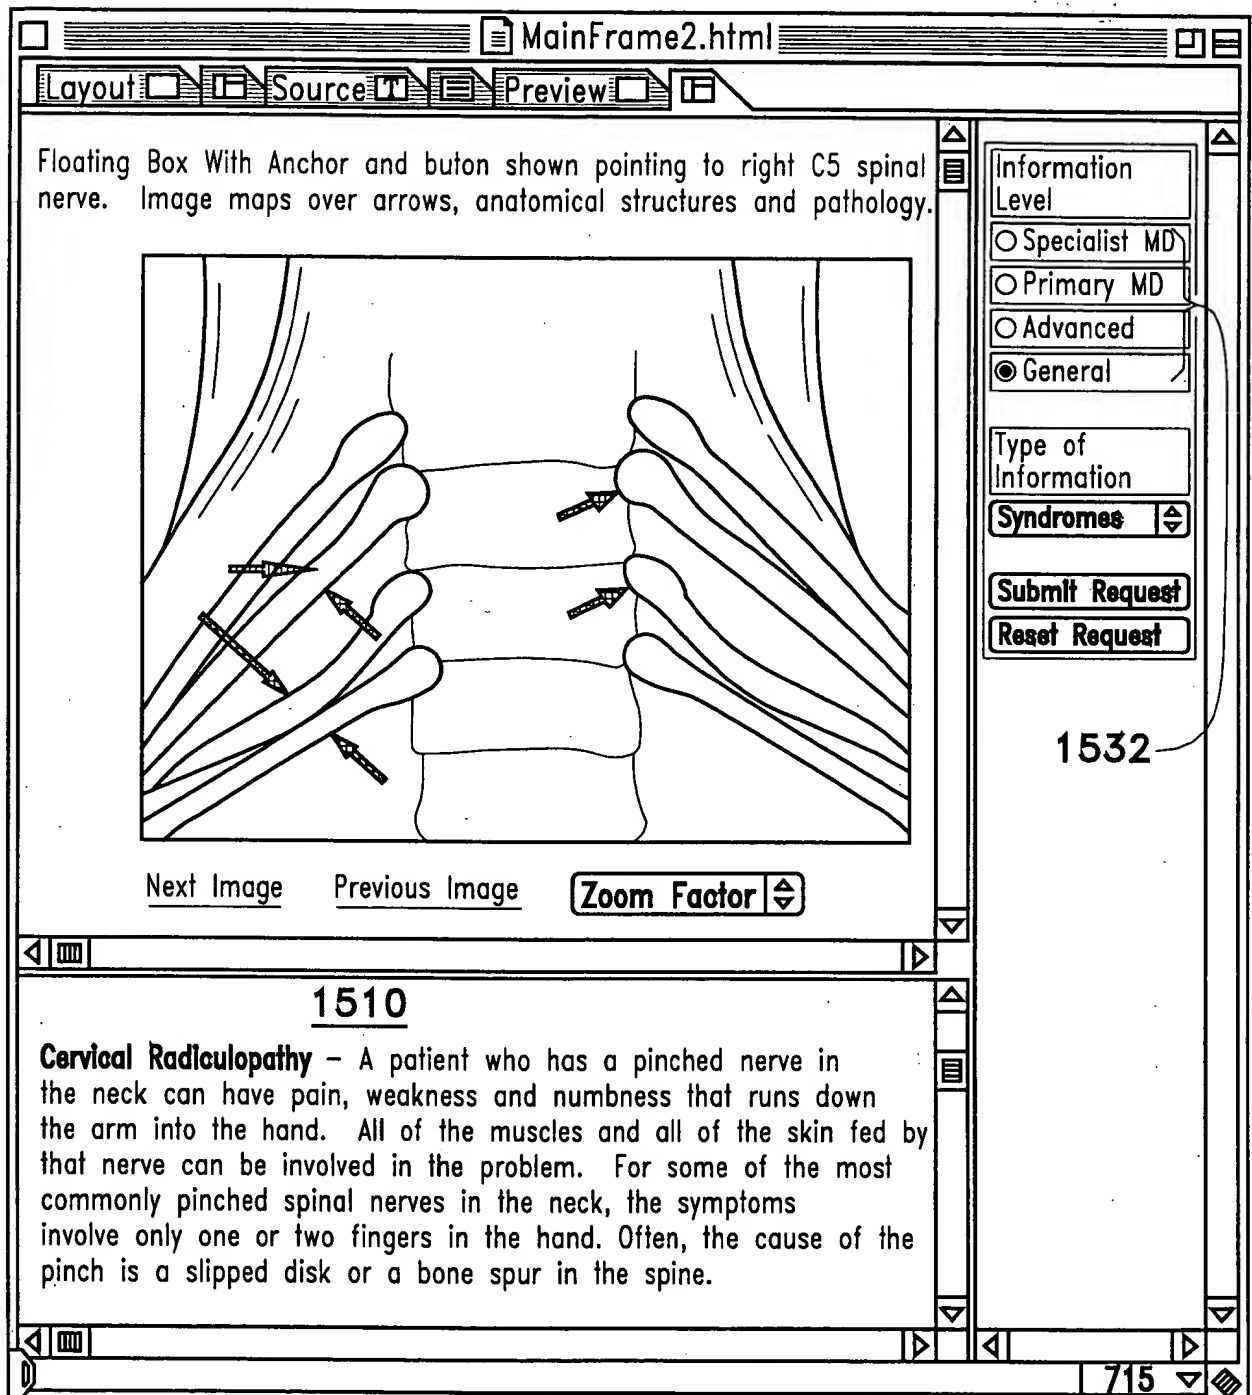 MainFrame2.html
Layout Source T Preview
Floating Box With Anchor and buton shown pointing to right C5 spinal
nerve. Image maps over arrows, anatomical structures and pathology.
Next Image Previous Image Zoom Factor
Information
Level
Specialist MD
Primary MD
Advanced
General
Type of
Information
Syndromes
Submit Request
Reset Request
1532
1510
Cervical Radiculopathy – A patient who has a pinched nerve in
the neck can have pain, weakness and numbness that runs down
the arm into the hand. All of the muscles and all of the skin fed by
that nerve can be involved in the problem. For some of the most
commonly pinched spinal nerves in the neck, the symptoms
involve only one or two fingers in the hand. Often, the cause of the
pinch is a slipped disk or a bone spur in the spine.
715